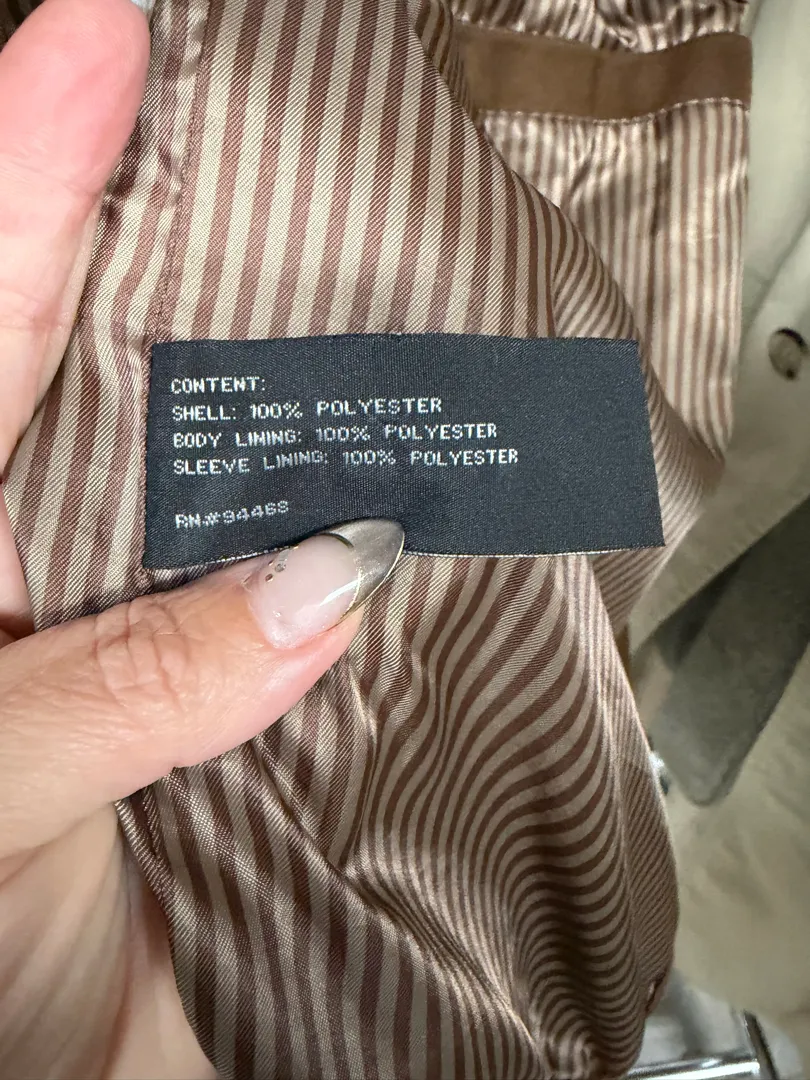 CONTENT:
SHELL: 100% POLYESTER
BODY LINING: 100% POLYESTER
SLEEVE LINING: 100% POLYESTER
RN#94468